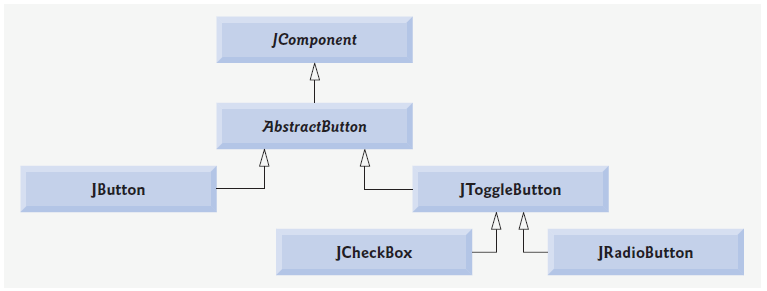 JComponent
AbstractButton
JButton
JToggleButton
JCheckBox
JRadioButton